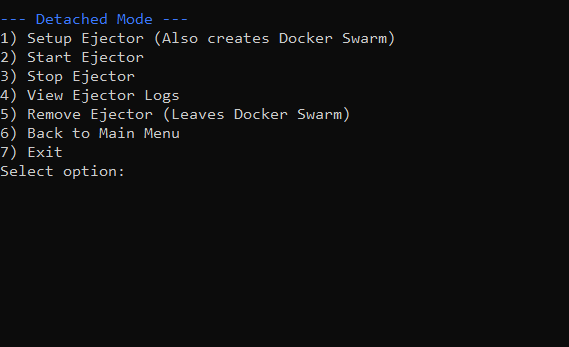 --- Detached Mode ---
1) Setup Ejector (Also creates Docker Swarm)
2) Start Ejector
3) Stop Ejector
4) View Ejector Logs
5) Remove Ejector (Leaves Docker Swarm)
6) Back to Main Menu
7) Exit
Select option: